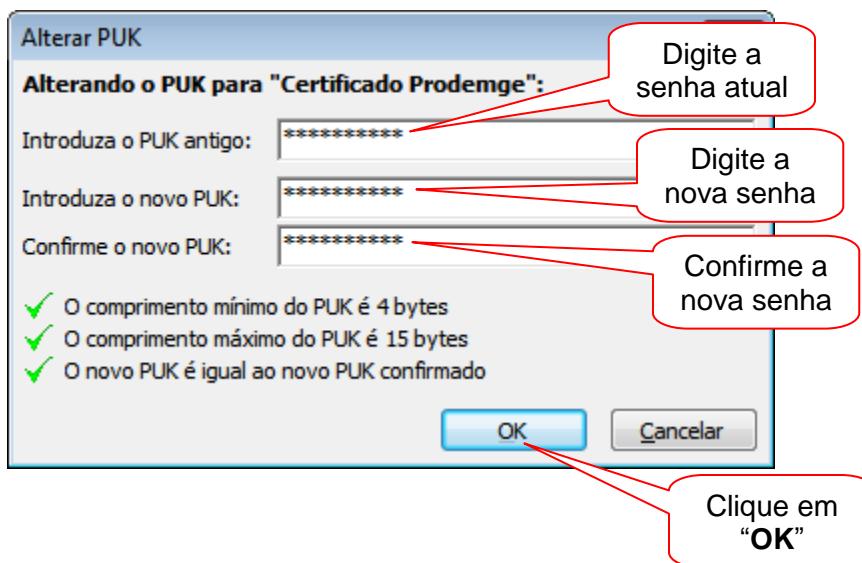 Alterar PUK
Digite a
senha atual
Alterando o PUK para "Certificado Prodemge":
Introduza o PUK antigo: **********
Digite a
nova senha
Introduza o novo PUK: **********
Confirme o novo PUK: **********
Confirme a
nova senha
O comprimento mínimo do PUK é 4 bytes
O comprimento máximo do PUK é 15 bytes
O novo PUK é igual ao novo PUK confirmado
OK Cancelar
Clique em
“OK”